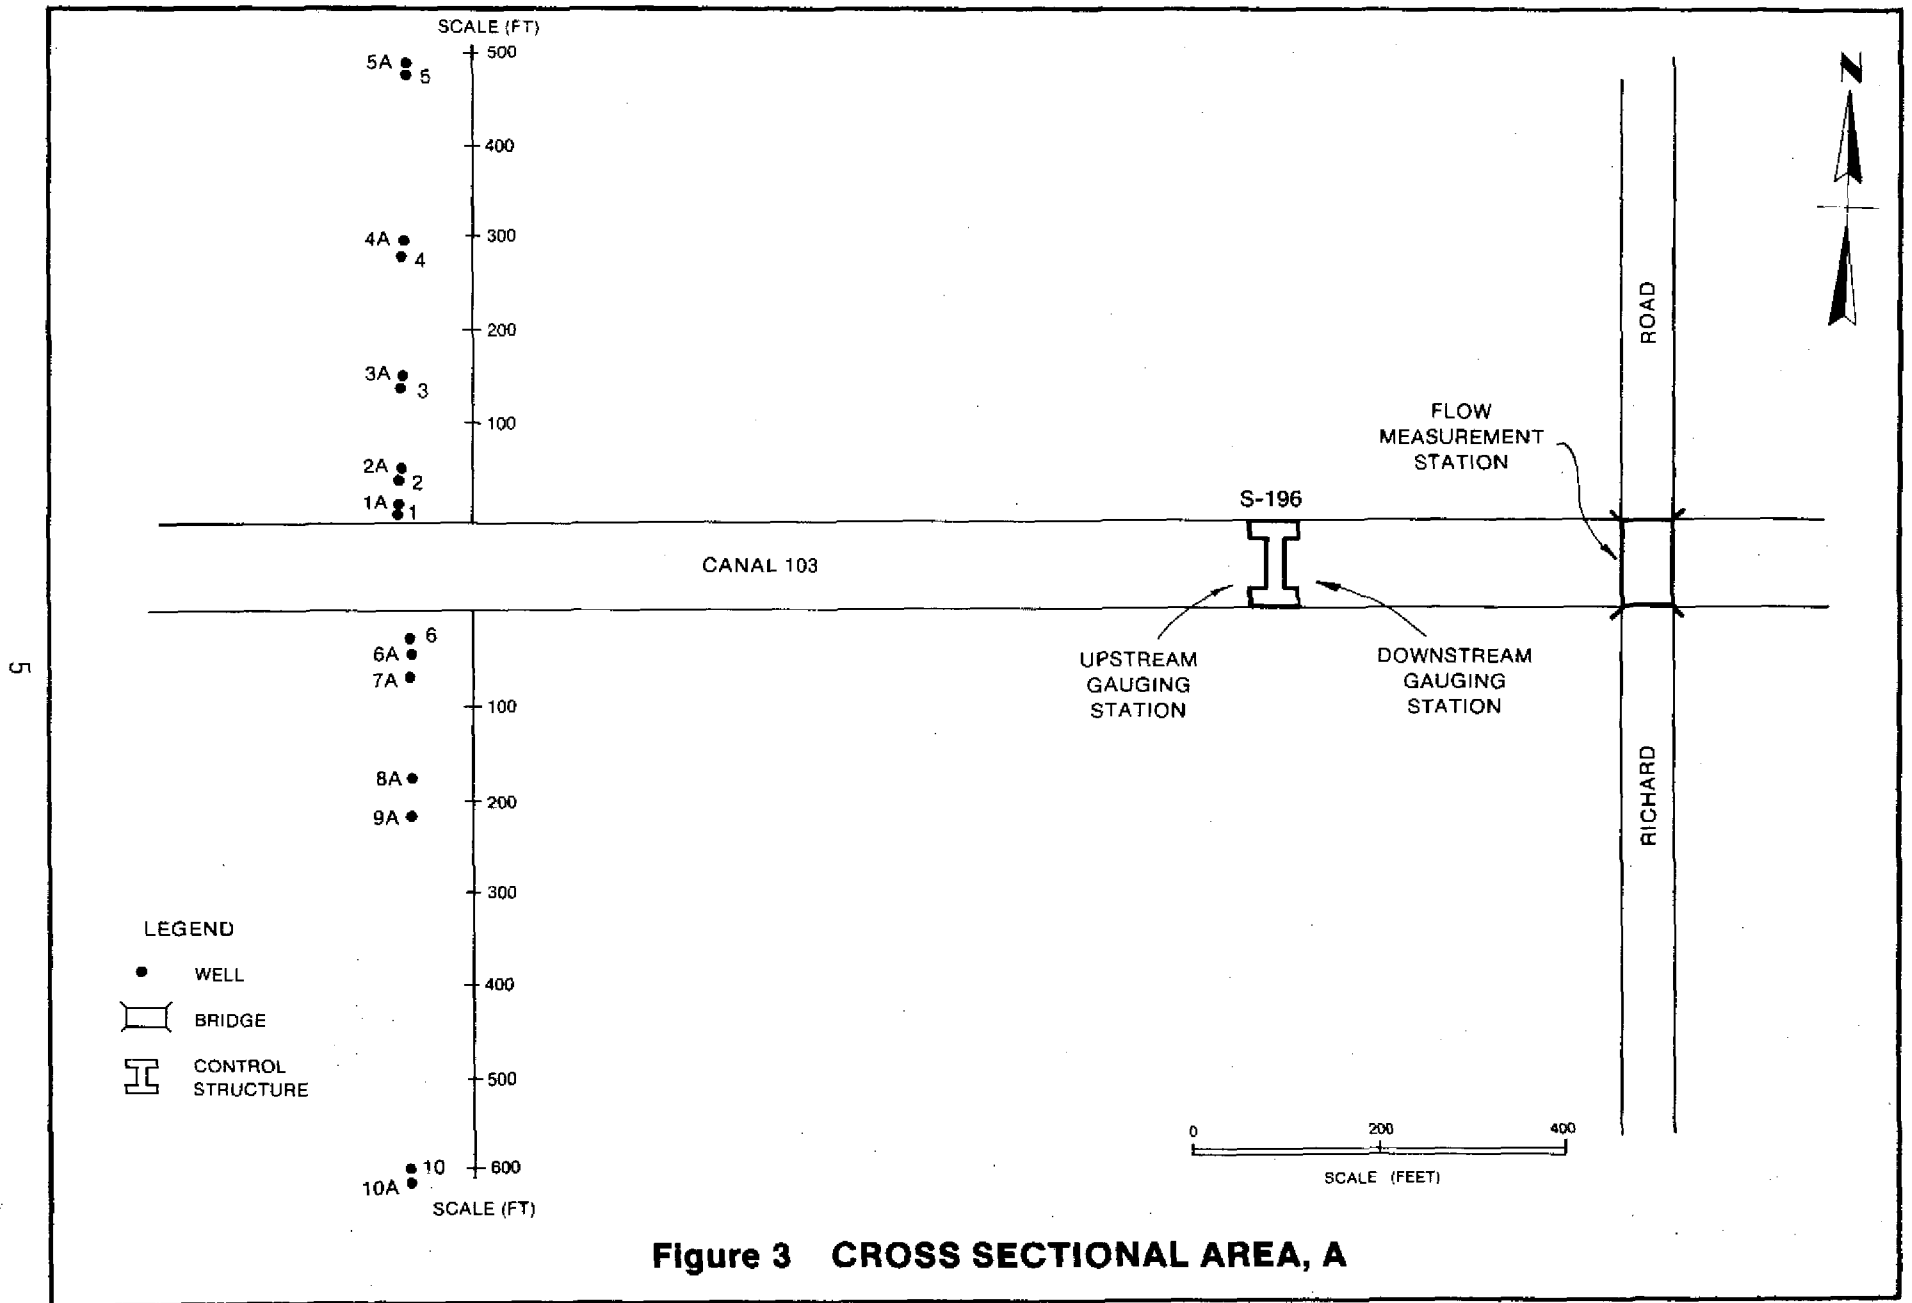 SCALE (FT)
500
5A
5
400
4A
300
4
200
3A
3
100
2A
2
1A
1
N
ROAD
FLOW
MEASUREMENT
STATION
S-196
CANAL 103
6
6A
7A
100
8A
200
9A
300
400
500
10
600
10A
SCALE (FT)
UPSTREAM
GAUGING
STATION
DOWNSTREAM
GAUGING
STATION
RICHARD
5
LEGEND
WELL
BRIDGE
CONTROL
STRUCTURE
0 200 400
SCALE (FEET)
Figure 3 CROSS SECTIONAL AREA, A